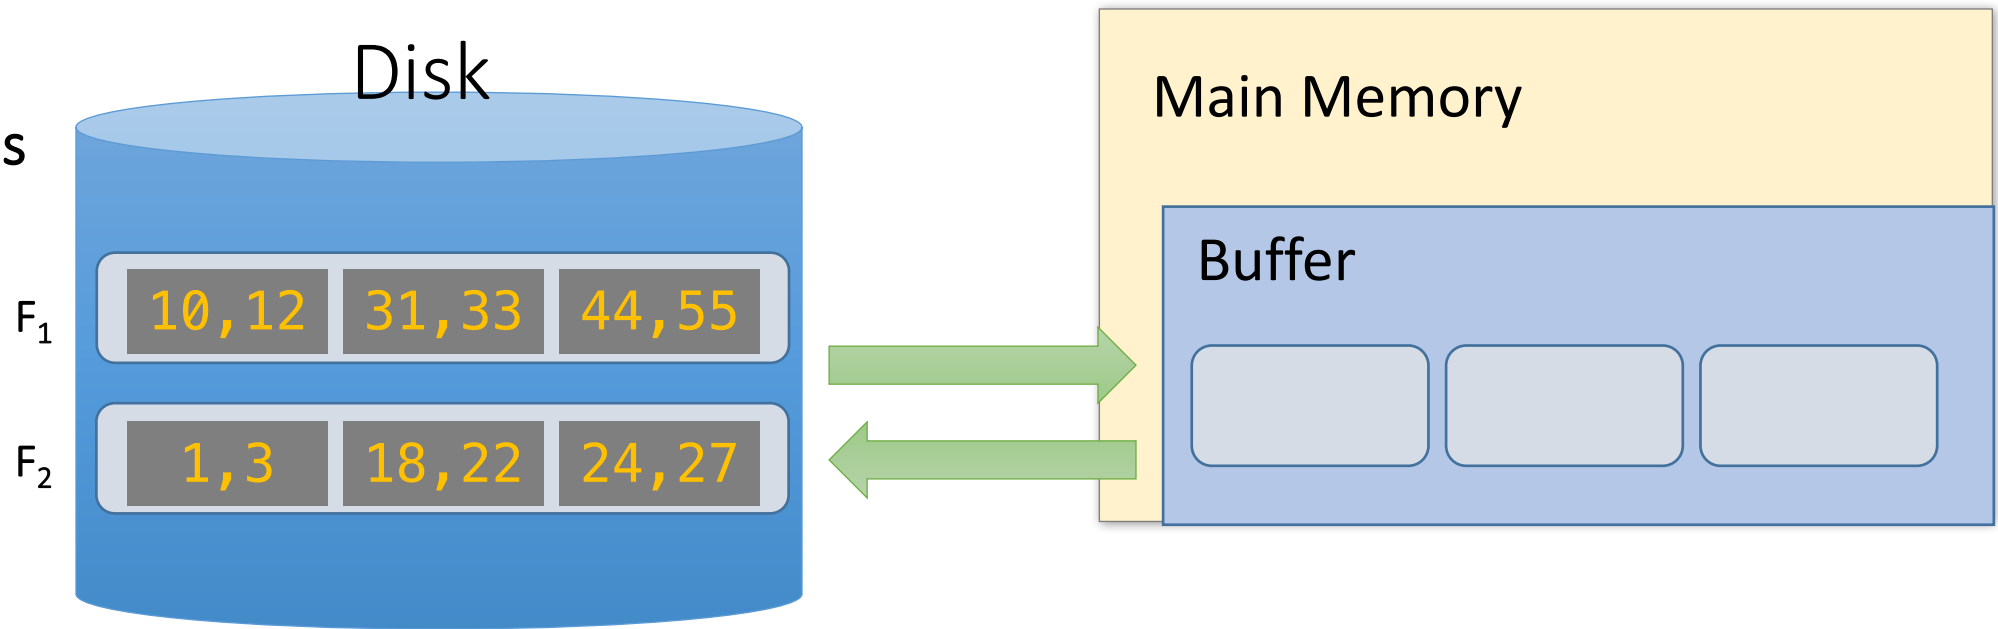 Disk
Main Memory
s
Buffer
F1 10,12 31,33 44,55
F2 1,3 18,22 24,27